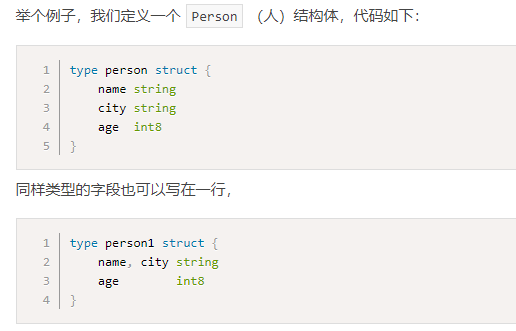 举个例子，我们定义一个 Person （人）结构体，代码如下：
1 type person struct {
2     name string
3     city string
4     age  int8
5 }
同样类型的字段也可以写在一行，
1 type person1 struct {
2     name, city string
3     age        int8
4 }